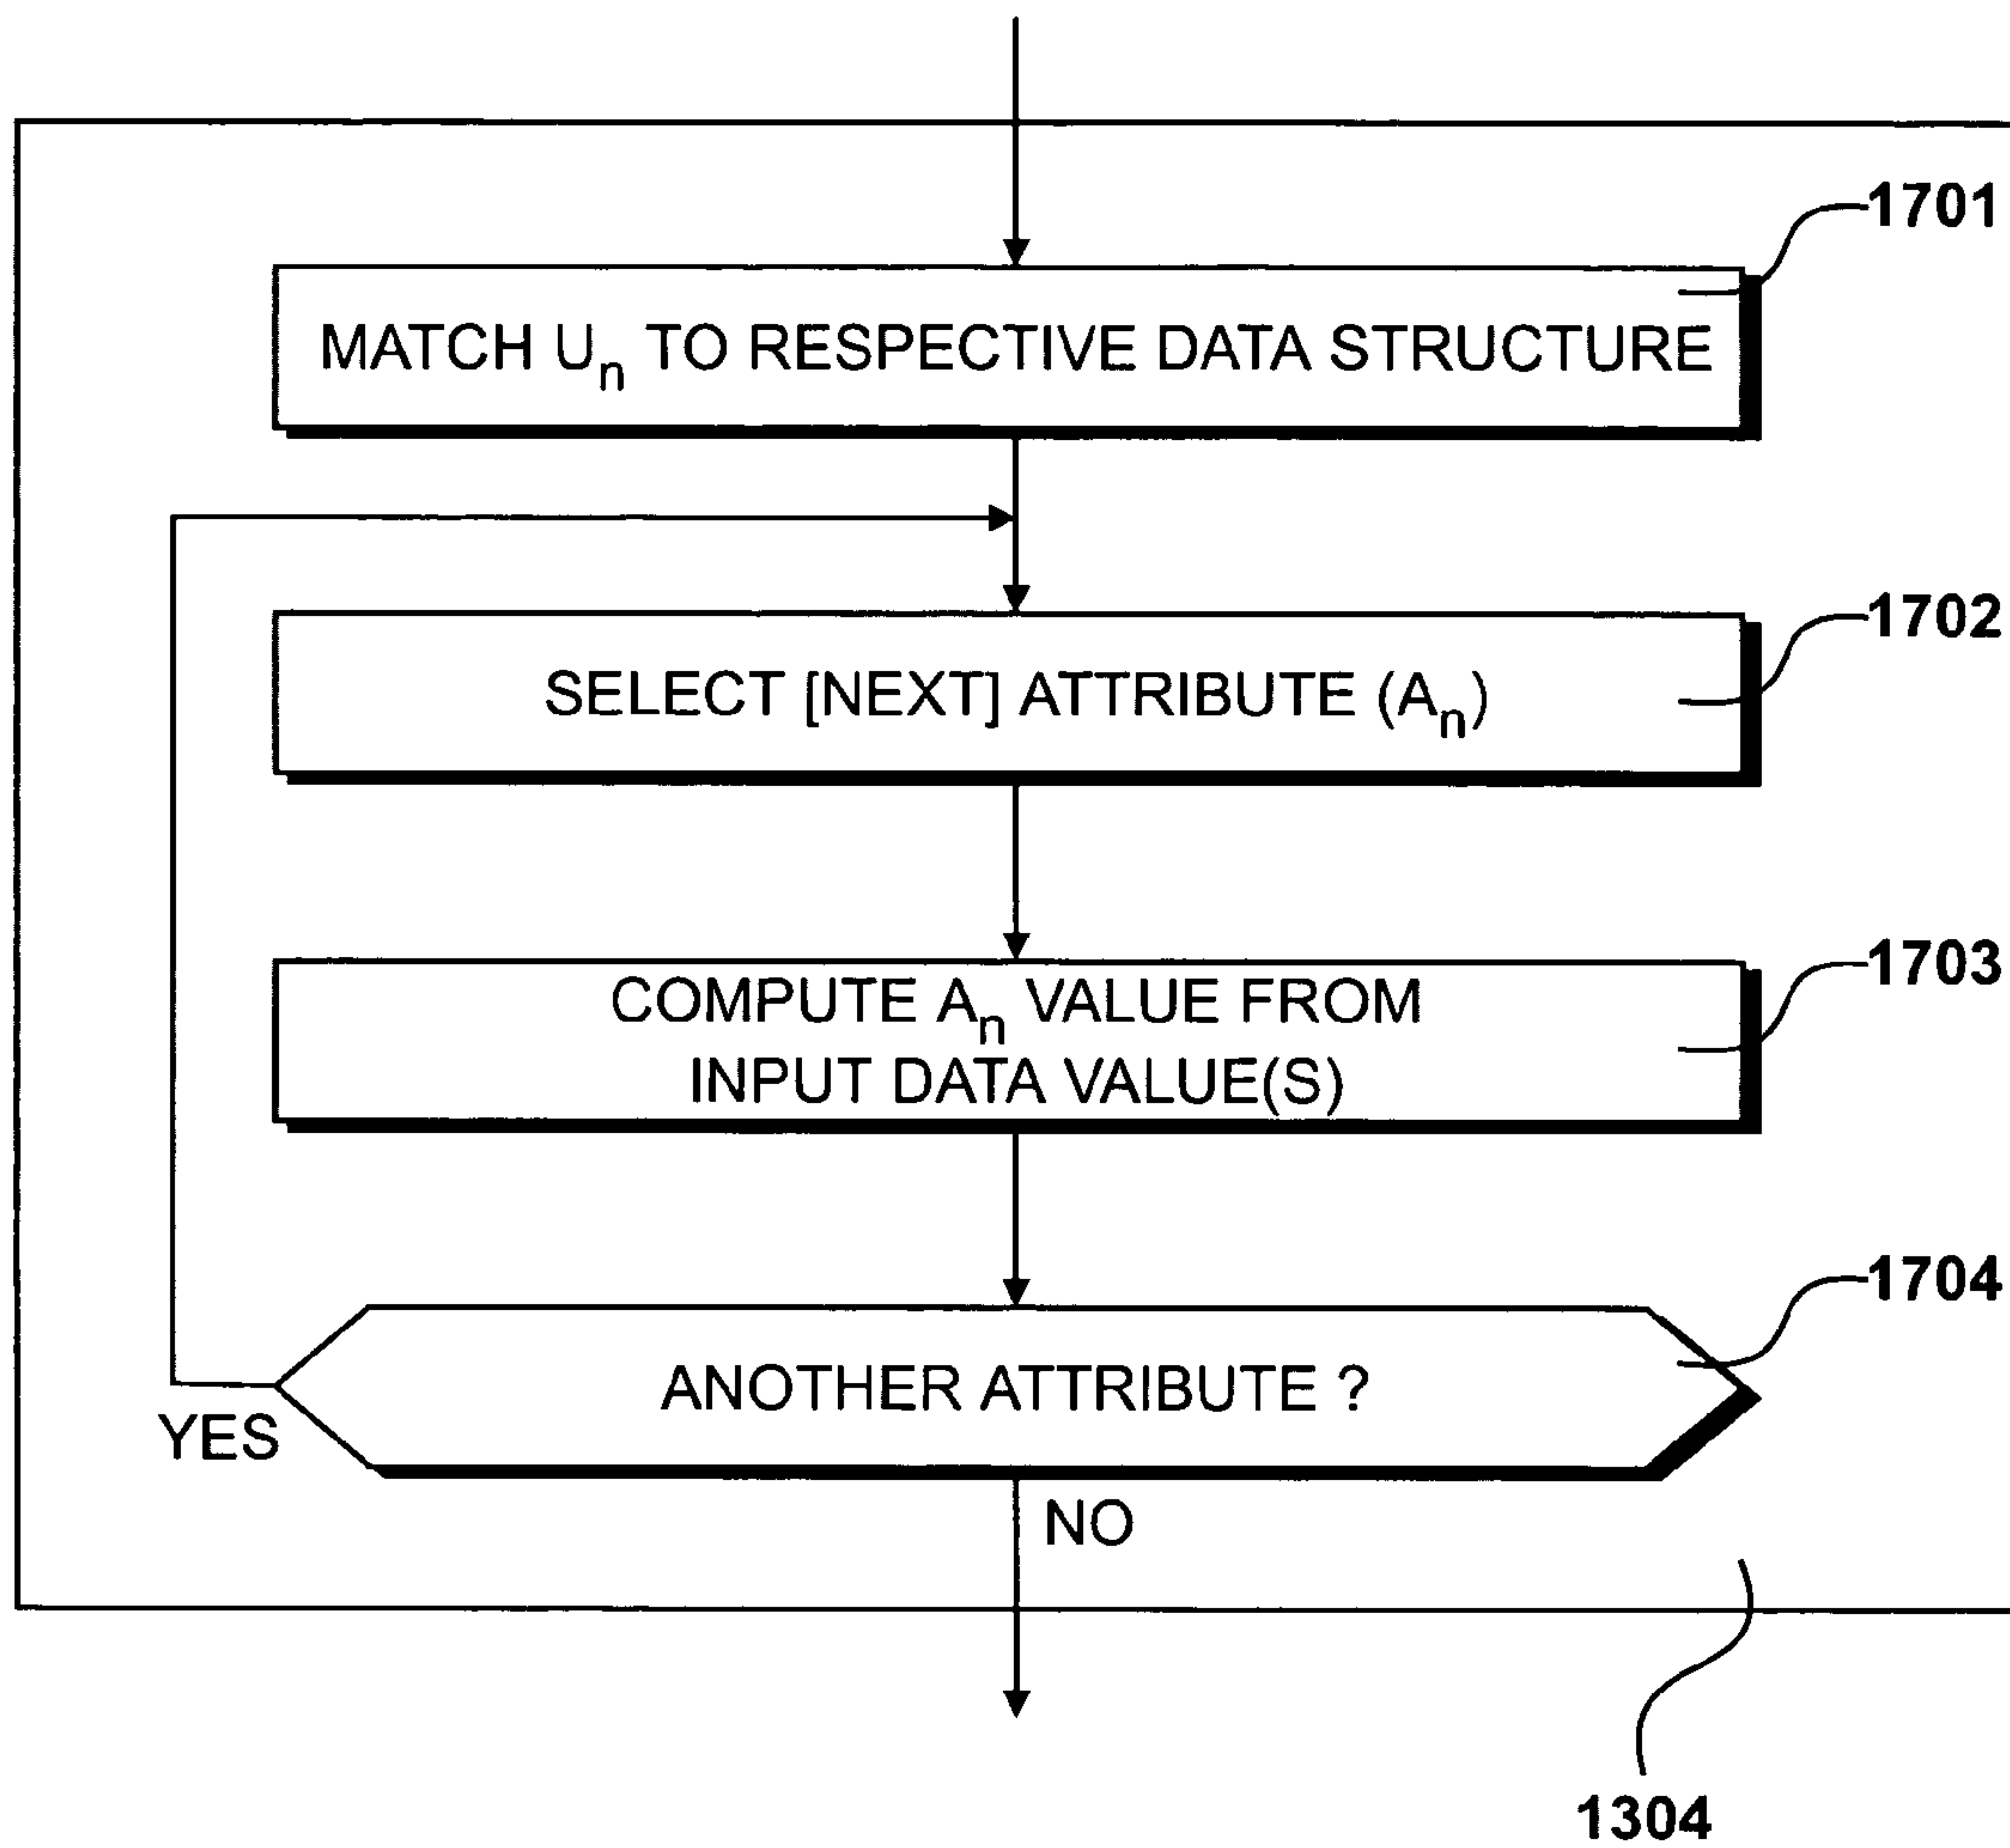 1701
MATCH Uₙ TO RESPECTIVE DATA STRUCTURE
1702
SELECT [NEXT] ATTRIBUTE (Aₙ)
1703
COMPUTE Aₙ VALUE FROM
INPUT DATA VALUE(S)
1704
ANOTHER ATTRIBUTE ?
YES
NO
1304